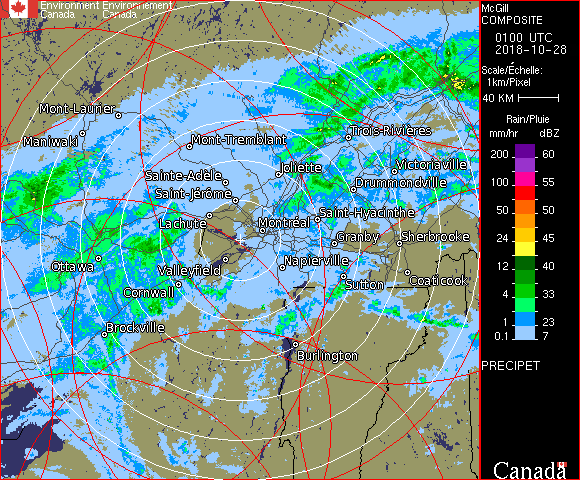 Environment Environnement
Canada Canada
McGill
COMPOSITE
0100 UTC
2018-10-28
Scale/Échelle:
1km/Pixel
40 KM
Rain/Pluie
mm/hr dBZ
200 60
100 55
50 50
24 45
12 40
4 33
1 23
0.1 7
PRECIPET
Canada
Mont-Laurier
Maniwaki
Mont-Tremblant
Trois-Rivières
Joliette
Victoriaville
Sainte-Adèle
Drummondville
Saint-Jérôme
Lachute
Saint-Hyacinthe
Montréal
Granby
Sherbrooke
Ottawa
Valleyfield
Napierville
Coaticook
Sutton
Cornwall
Brockville
Burlington